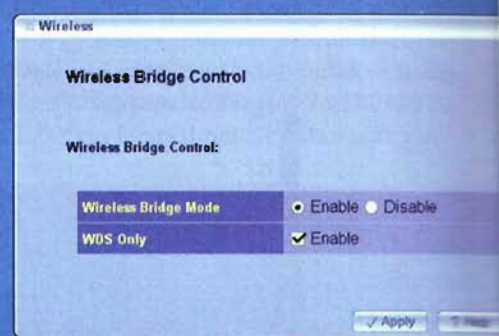 Wireless
Wireless Bridge Control
Wireless Bridge Control:
Wireless Bridge Mode Enable Disable
WDS Only Enable
Apply